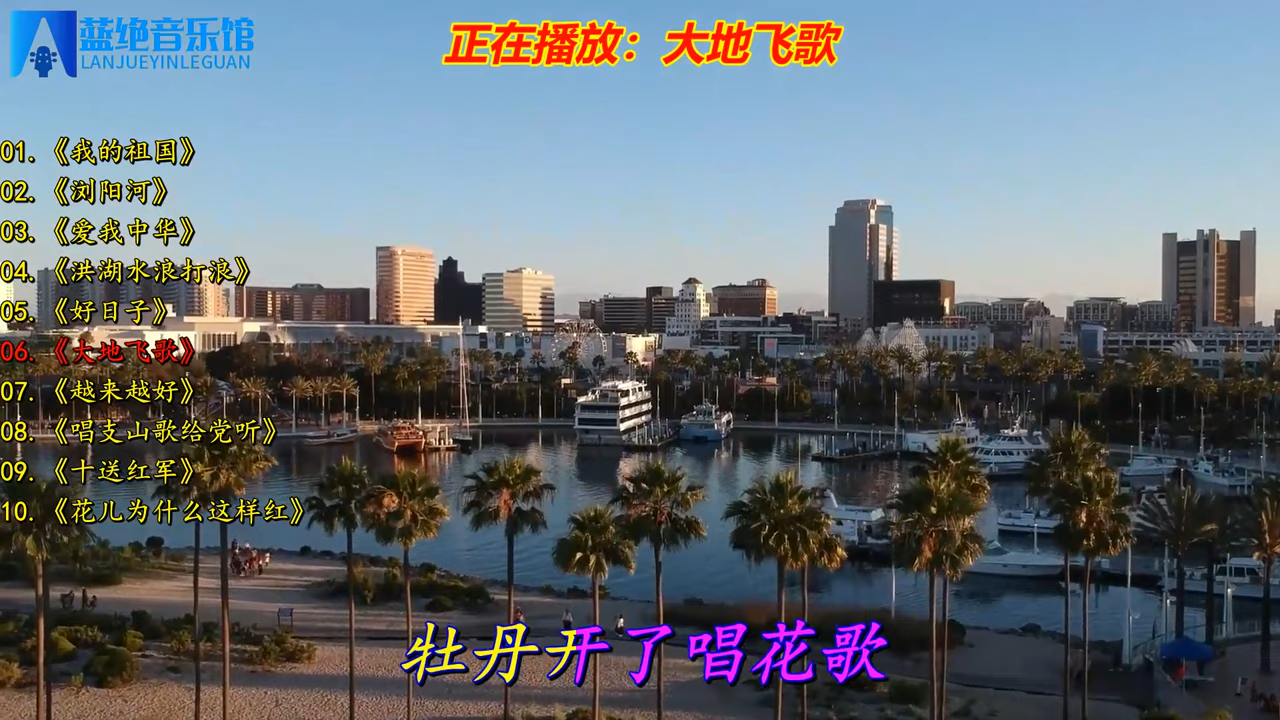 蓝绝音乐馆
LANJUEYINLEGUAN
正在播放：大地飞歌
01.《我的祖国》
02.《浏阳河》
03.《爱我中华》
04.《洪湖水浪打浪》
05.《好日子》
06.《大地飞歌》
07.《越来越好》
08.《唱支山歌给党听》
09.《十送红军》
10.《花儿为什么这样红》
牡丹开了唱花歌